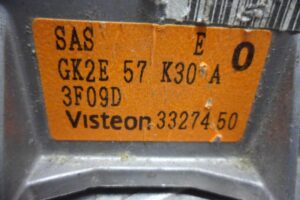 SAS E O
GK2E 57 K30
3F09D
Visteon 33274 50